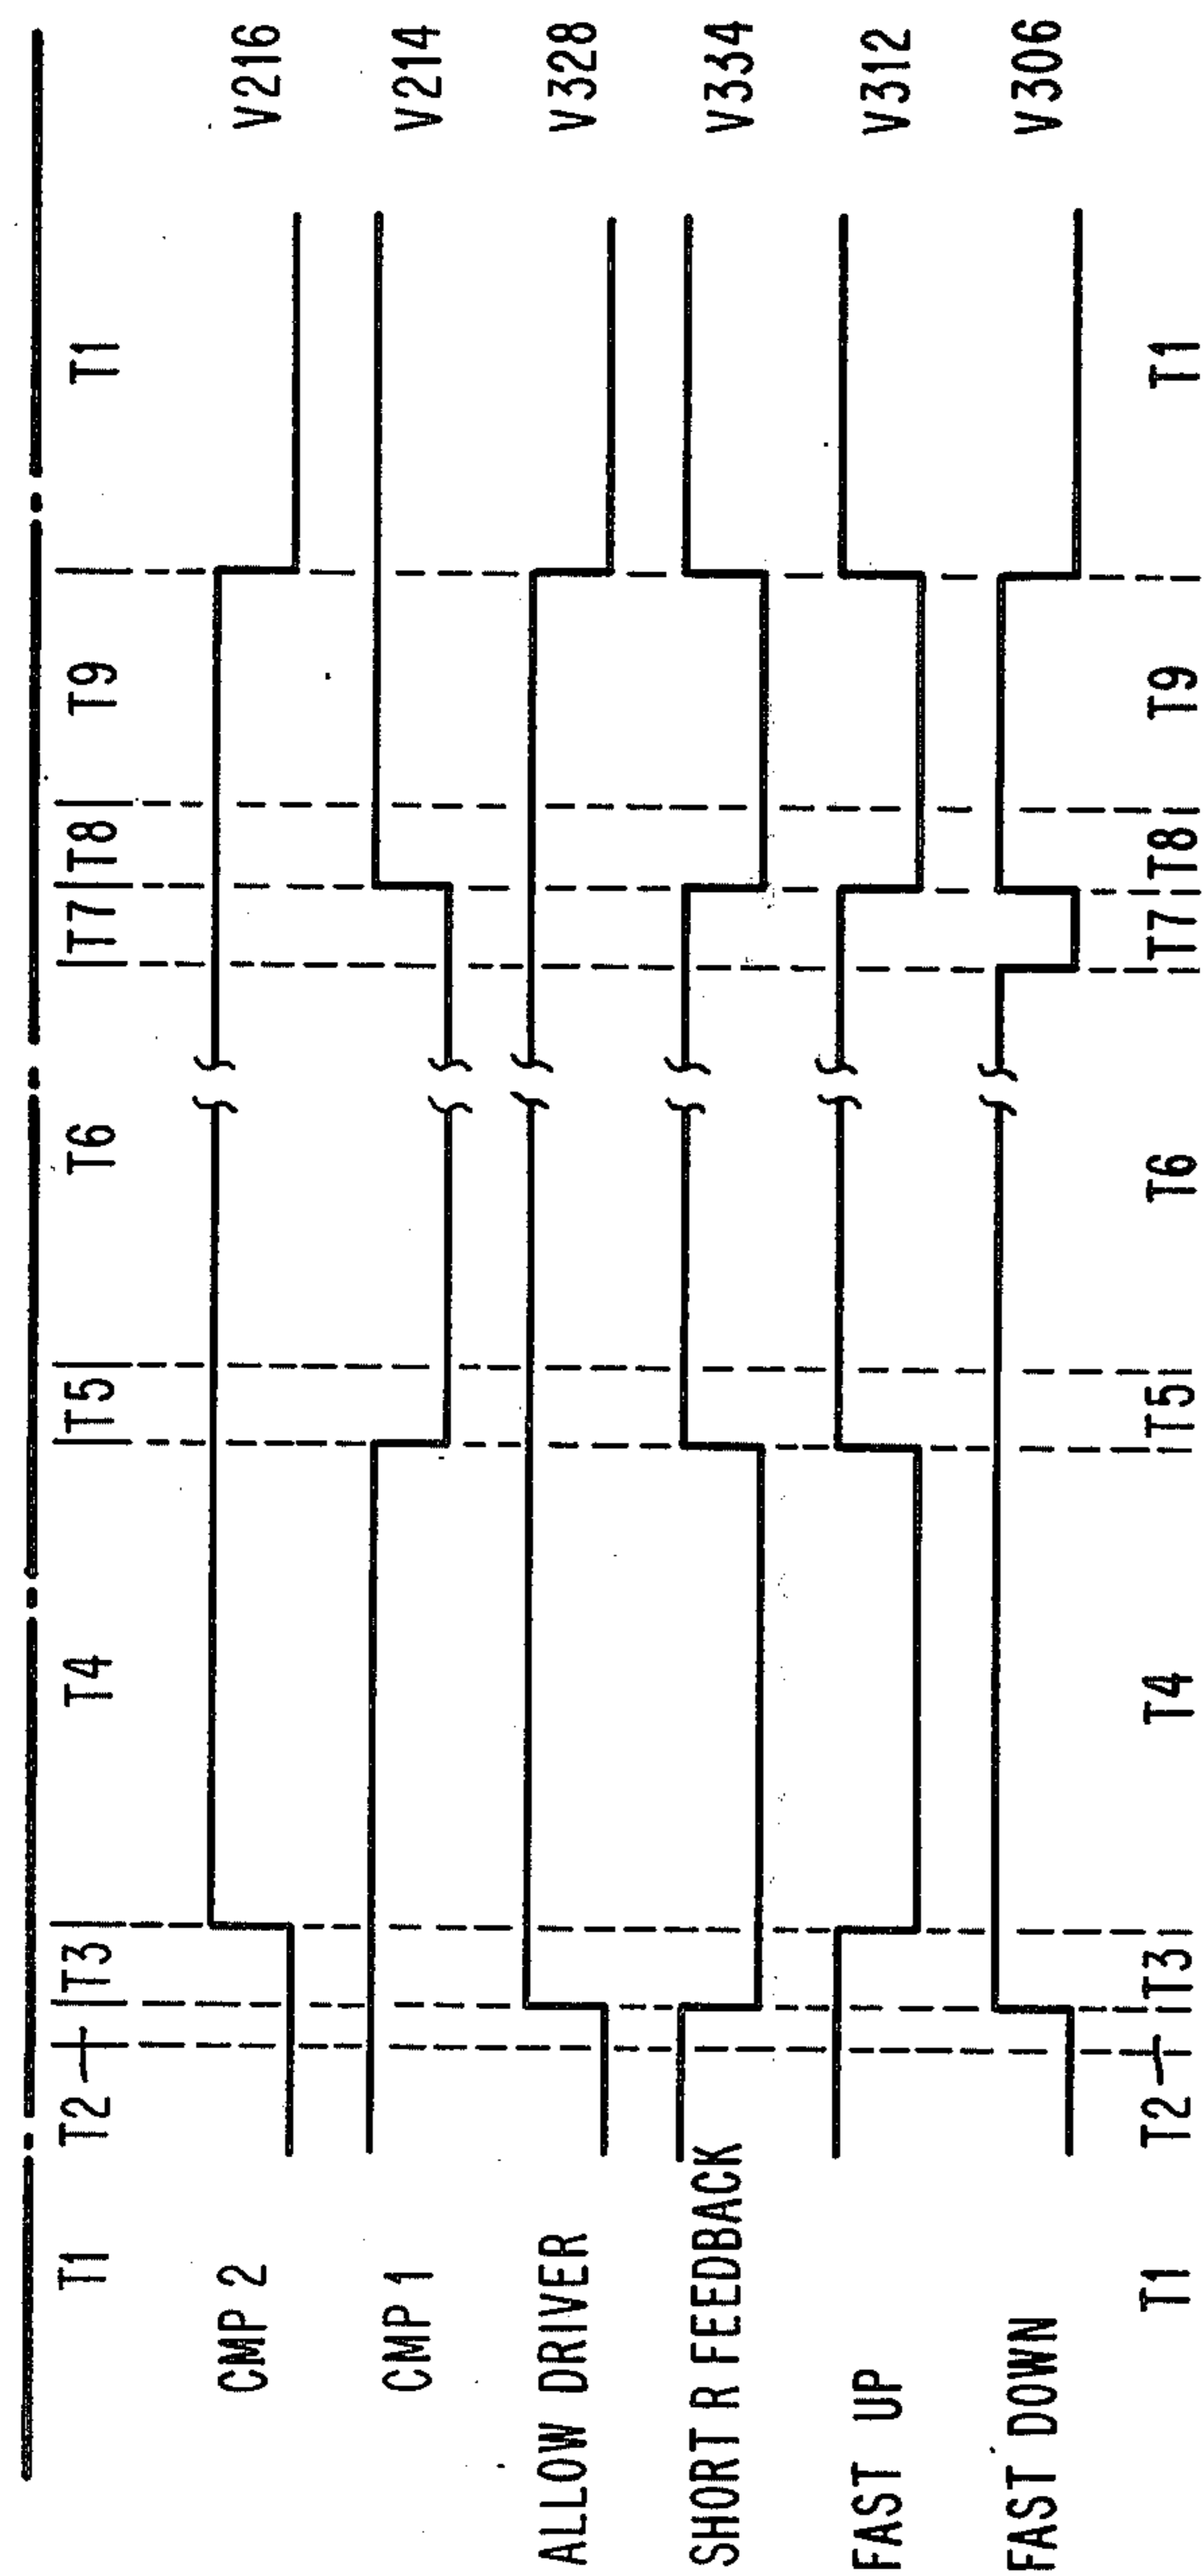 T1 T2 T3 T4 T5 T6 T7 T8 T9 T1
CMP 2 V216
CMP 1 V214
ALLOW DRIVER V328
SHORT R FEEDBACK V334
FAST UP V312
FAST DOWN V306
T1 T2 T3 T4 T5 T6 T7 T8 T9 T1